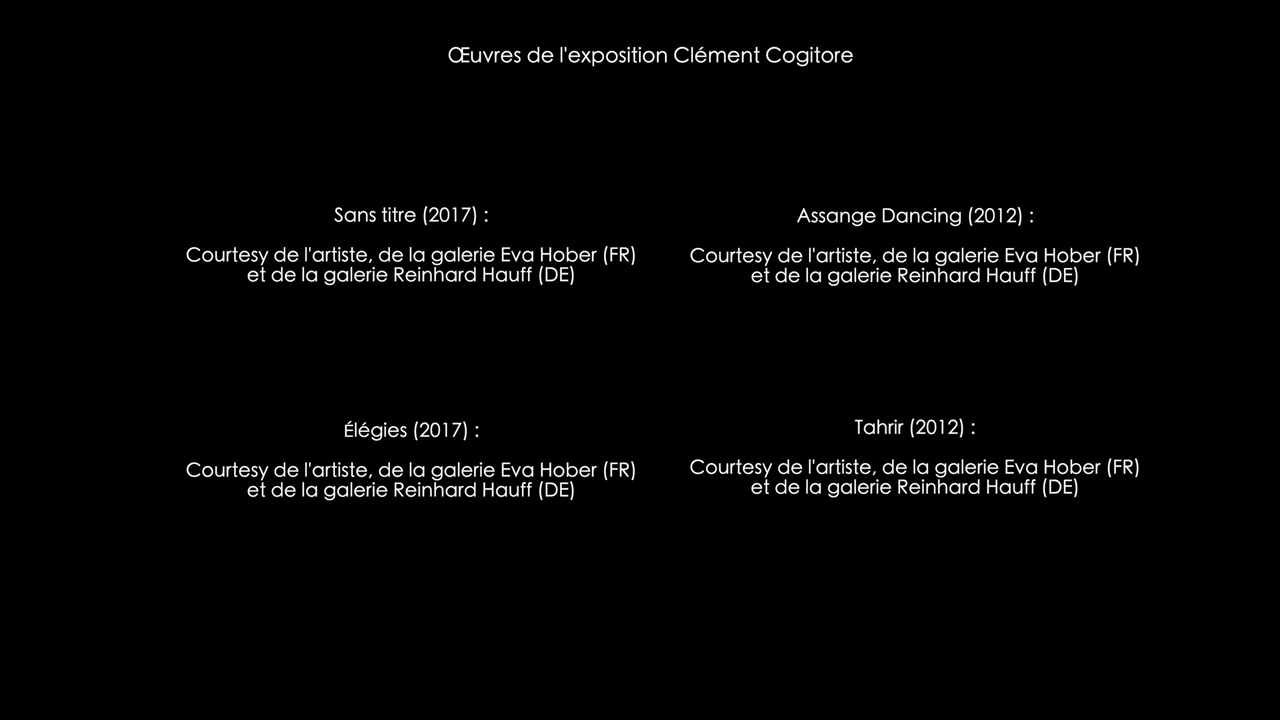 Œuvres de l'exposition Clément Cogitore
Sans titre (2017) :
Courtesy de l'artiste, de la galerie Eva Hober (FR)
et de la galerie Reinhard Hauff (DE)
Assange Dancing (2012) :
Courtesy de l'artiste, de la galerie Eva Hober (FR)
et de la galerie Reinhard Hauff (DE)
Élégies (2017) :
Courtesy de l'artiste, de la galerie Eva Hober (FR)
et de la galerie Reinhard Hauff (DE)
Tahrir (2012) :
Courtesy de l'artiste, de la galerie Eva Hober (FR)
et de la galerie Reinhard Hauff (DE)